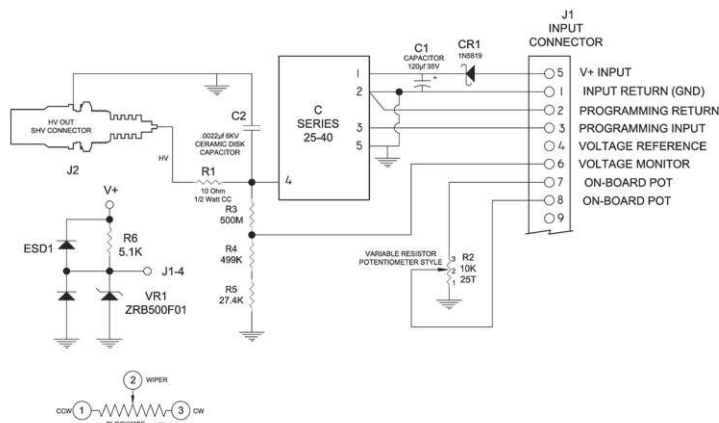 J1
INPUT
CONNECTOR
C1
CAPACITOR
120µf 35V
+
CR1
1N5819
HV OUT
SHV CONNECTOR
J2
HV
C2
.0022µf 6KV
CERAMIC DISK
CAPACITOR
R1
10 Ohm
1/2 Watt CC
C
SERIES
25-40
1
2
3
5
4
5 V+ INPUT
1 INPUT RETURN (GND)
2 PROGRAMMING RETURN
3 PROGRAMMING INPUT
4 VOLTAGE REFERENCE
6 VOLTAGE MONITOR
7 ON-BOARD POT
8 ON-BOARD POT
9
R3
500M
R4
499K
R5
27.4K
VARIABLE RESISTOR
POTENTIOMETER STYLE
3
2
1
R2
10K
25T
V+
ESD1
R6
5.1K
J1-4
VR1
ZRB500F01
2 WIPER
CCW 1 3 CW